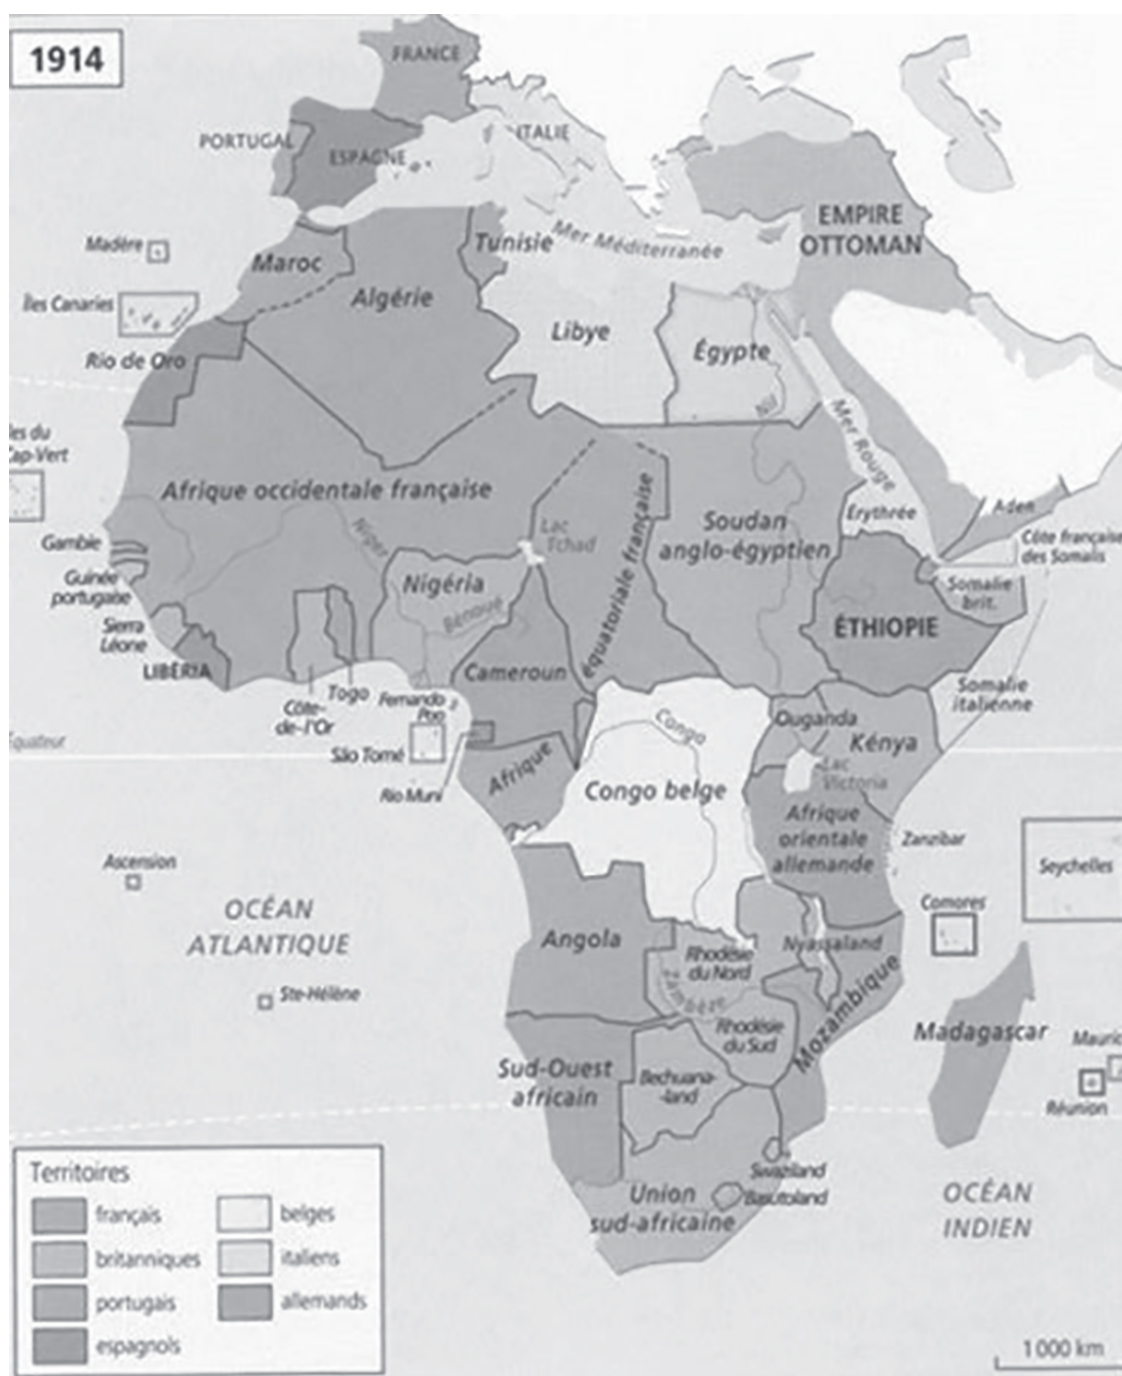 1914
FRANCE
PORTUGAL
ESPAGNE
ITALIE
EMPIRE
OTTOMAN
Mer Méditerranée
Madère
Îles Canaries
Maroc
Algérie
Tunisie
Libye
Égypte
Nil
Mer Rouge
Rio de Oro
Cap-Vert
Afrique occidentale française
Niger
Lac
Tchad
équatoriale française
Soudan
anglo-égyptien
Érythrée
Aden
Côte française
des Somalis
Somalie
brit.
ÉTHIOPIE
Gambie
Guinée
portugaise
Sierra
Léone
LIBÉRIA
Nigéria
Bénoué
Cameroun
Côte-
de-l'Or
Togo
Fernando
Poo
São Tomé
Rio Muni
Équateur
Somalie
italienne
Ouganda
Kénya
Congo
Afrique
Congo belge
Lac
Victoria
Afrique
orientale
allemande
Zanzibar
Seychelles
Comores
Ascension
OCÉAN
ATLANTIQUE
Ste-Hélène
Angola
Rhodésie
du Nord
Nyassaland
Zambèze
Rhodésie
du Sud
Mozambique
Madagascar
Réunion
Sud-Ouest
africain
Bechuana-
-land
Swaziland
Basutoland
Union
sud-africaine
OCÉAN
INDIEN
Territoires
français
britanniques
portugais
espagnols
belges
italiens
allemands
1 000 km